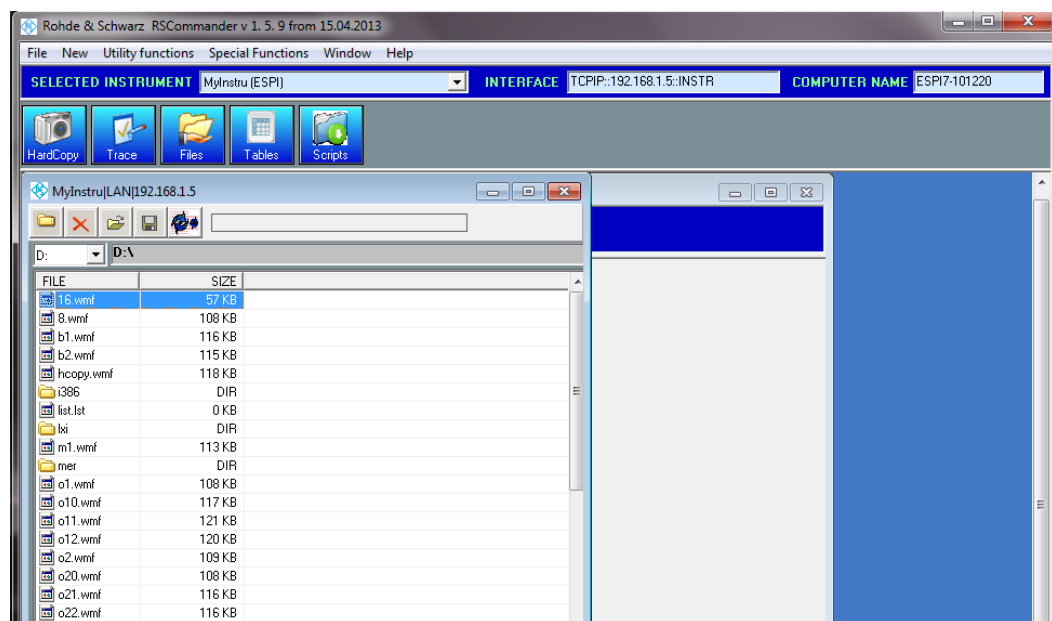 Rohde & Schwarz RSCommander v 1. 5. 9 from 15.04.2013
File New Utility functions Special Functions Window Help
SELECTED INSTRUMENT MyInstru (ESPI) INTERFACE TCPIP::192.168.1.5::INSTR COMPUTER NAME ESPI7-101220
HardCopy Trace Files Tables Scripts
MyInstru|LAN|192.168.1.5
D: D:\
FILE SIZE
16.wmf 57 KB
8.wmf 108 KB
b1.wmf 116 KB
b2.wmf 115 KB
hcopy.wmf 118 KB
i386 DIR
list.lst 0 KB
lxi DIR
m1.wmf 113 KB
mer DIR
o1.wmf 108 KB
o10.wmf 117 KB
o11.wmf 121 KB
o12.wmf 120 KB
o2.wmf 109 KB
o20.wmf 108 KB
o21.wmf 116 KB
o22.wmf 116 KB